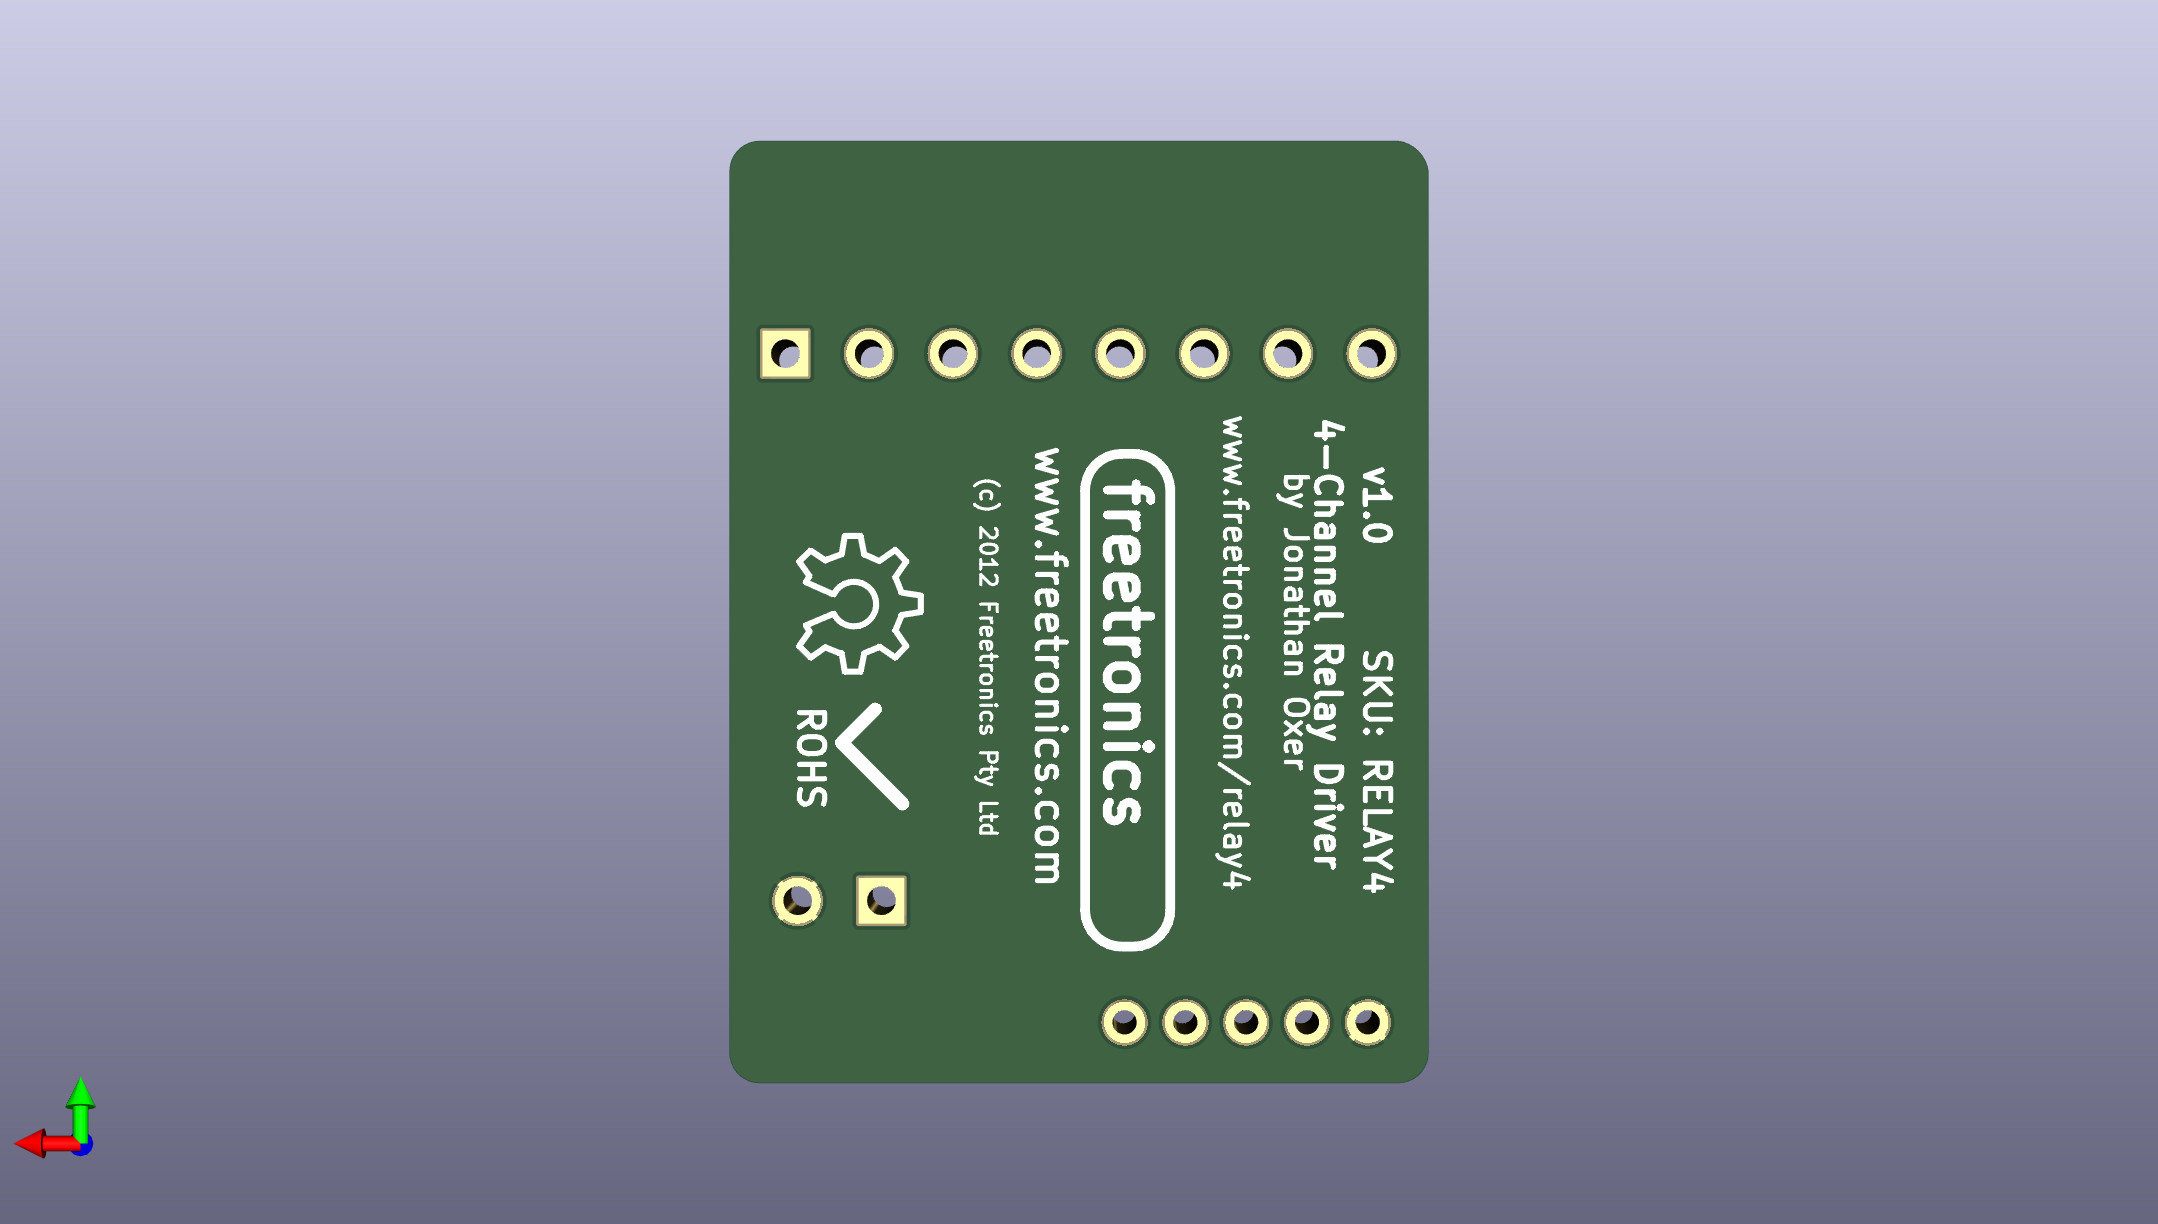 v1.0 SKU: RELAY4
4-Channel Relay Driver
by Jonathan Oxer
www.freetronics.com/relay4
freetronics
www.freetronics.com
(c) 2012 Freetronics Pty Ltd
ROHS